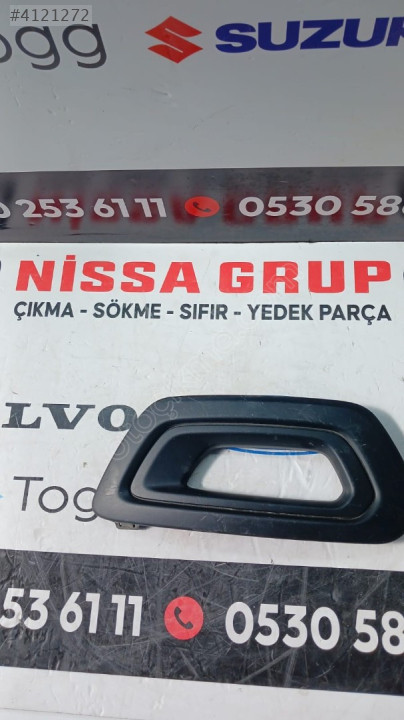 #4121272
ogg SUZUK
253 61 11 0530 588
NİSSA GRUP
ÇIKMA - SÖKME - SIFIR - YEDEK PARÇA
LVO
Togg
53 61 11 0530 58